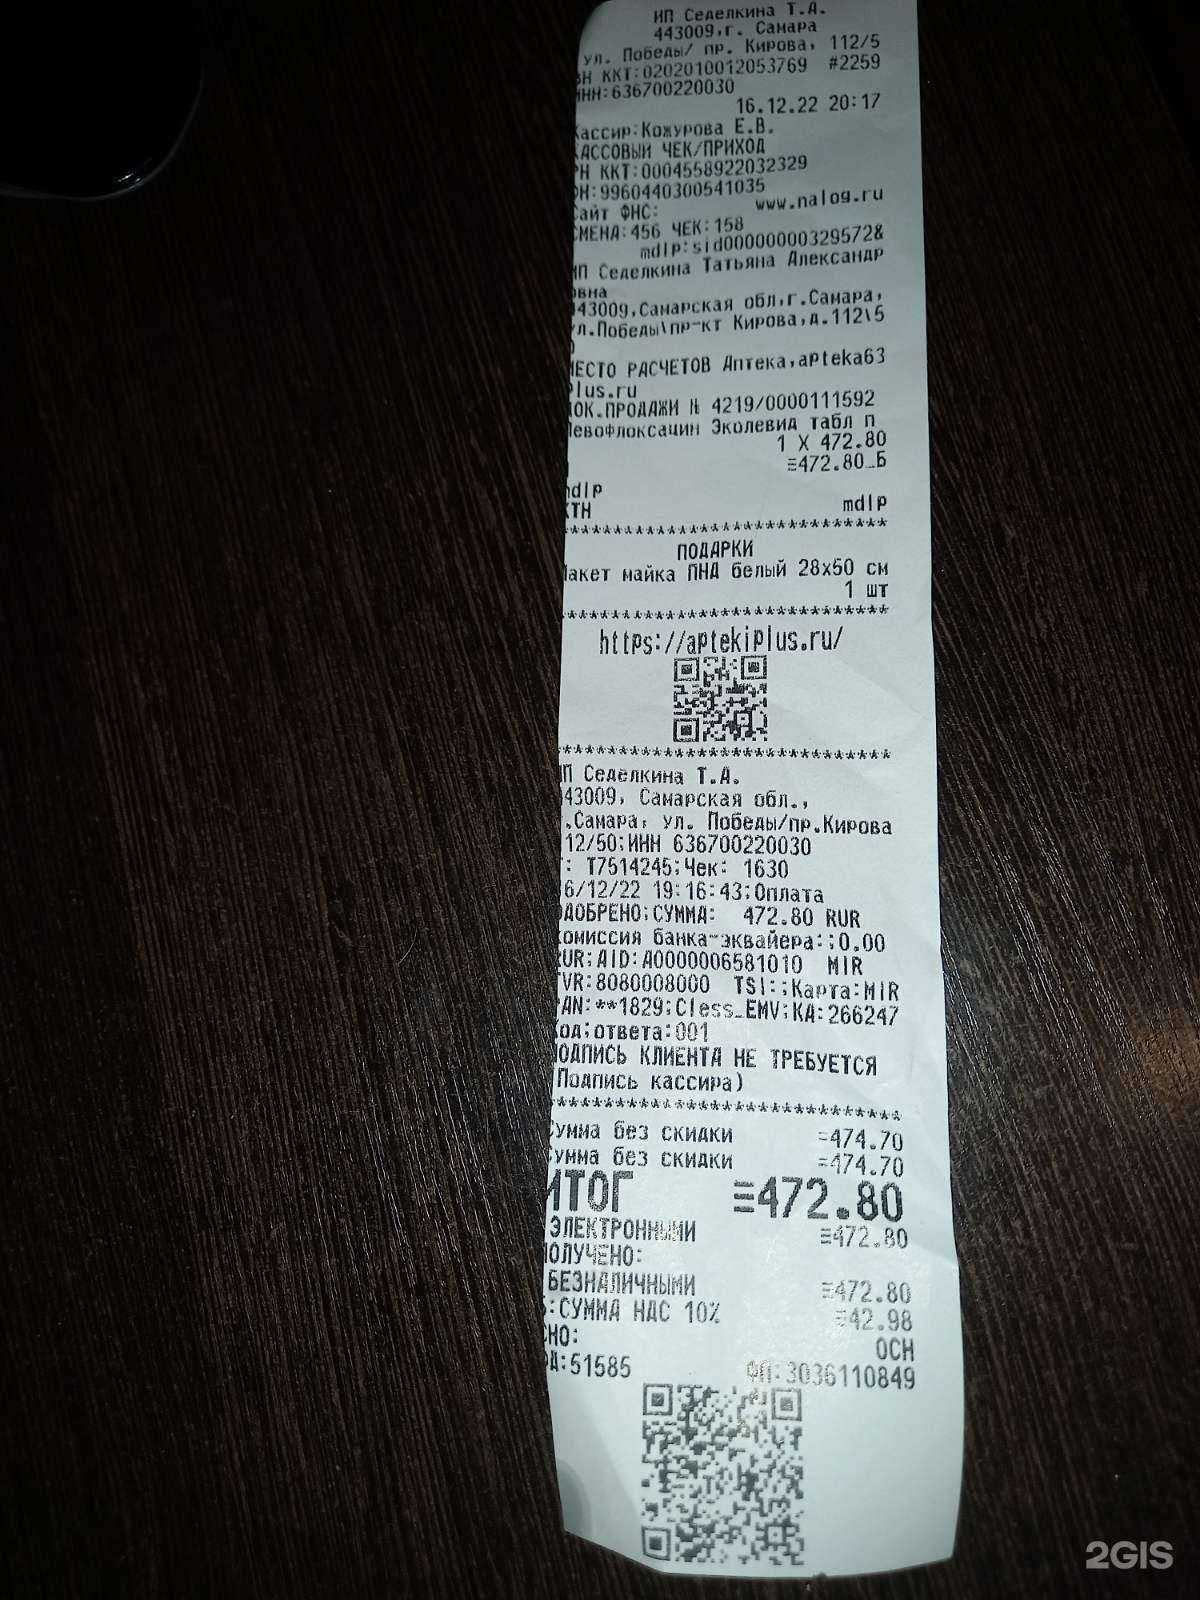 ИП Седелкина Т.А.
443009,г. Самара
ул. Победы/ пр. Кирова, 112/5
ЗН ККТ:0202010012053769 #2259
ИНН:636700220030
16.12.22 20:17
Кассир:Кожурова Е.В.
КАССОВЫЙ ЧЕК/ПРИХОД
РН ККТ:0004558922032329
ФН:9960440300541035
Сайт ФНС: www.nalog.ru
СМЕНА:456 ЧЕК:158
mdlp:sid00000000329572&
ИП Седелкина Татьяна Александр
овна
443009,Самарская обл,г.Самара,
ул.Победы\пр-кт Кирова,д.112\5
0
МЕСТО РАСЧЕТОВ Аптека,apteka63
plus.ru
ДОК.ПРОДАЖИ № 4219/0000111592
Левофлоксацин Эколевид табл п
1 X 472.80
≡472.80_Б
mdlp
КТН mdlp
******************************
ПОДАРКИ
Пакет майка ПНД белый 28х50 см
1 шт
******************************
https://aptekiplus.ru/
******************************
ИП Седелкина Т.А.
443009, Самарская обл.,
г.Самара, ул. Победы/пр.Кирова
112/50;ИНН 636700220030
Т: T7514245;Чек: 1630
16/12/22 19:16:43;Оплата
ОДОБРЕНО;СУММА: 472.80 RUR
Комиссия банка-эквайера:;0.00
RUR;AID:A0000006581010 MIR
TVR:8080008000 TSI:;Карта:MIR
PAN:**1829;Cless_EMV;КА:266247
Код;ответа:001
ПОДПИСЬ КЛИЕНТА НЕ ТРЕБУЕТСЯ
(Подпись кассира)
******************************
Сумма без скидки =474.70
Сумма без скидки =474.70
ИТОГ ≡472.80
ЭЛЕКТРОННЫМИ ≡472.80
ПОЛУЧЕНО:
БЕЗНАЛИЧНЫМИ ≡472.80
Б:СУММА НДС 10% ≡42.98
СНО: ОСН
ФД:51585 ФП:3036110849
2GIS